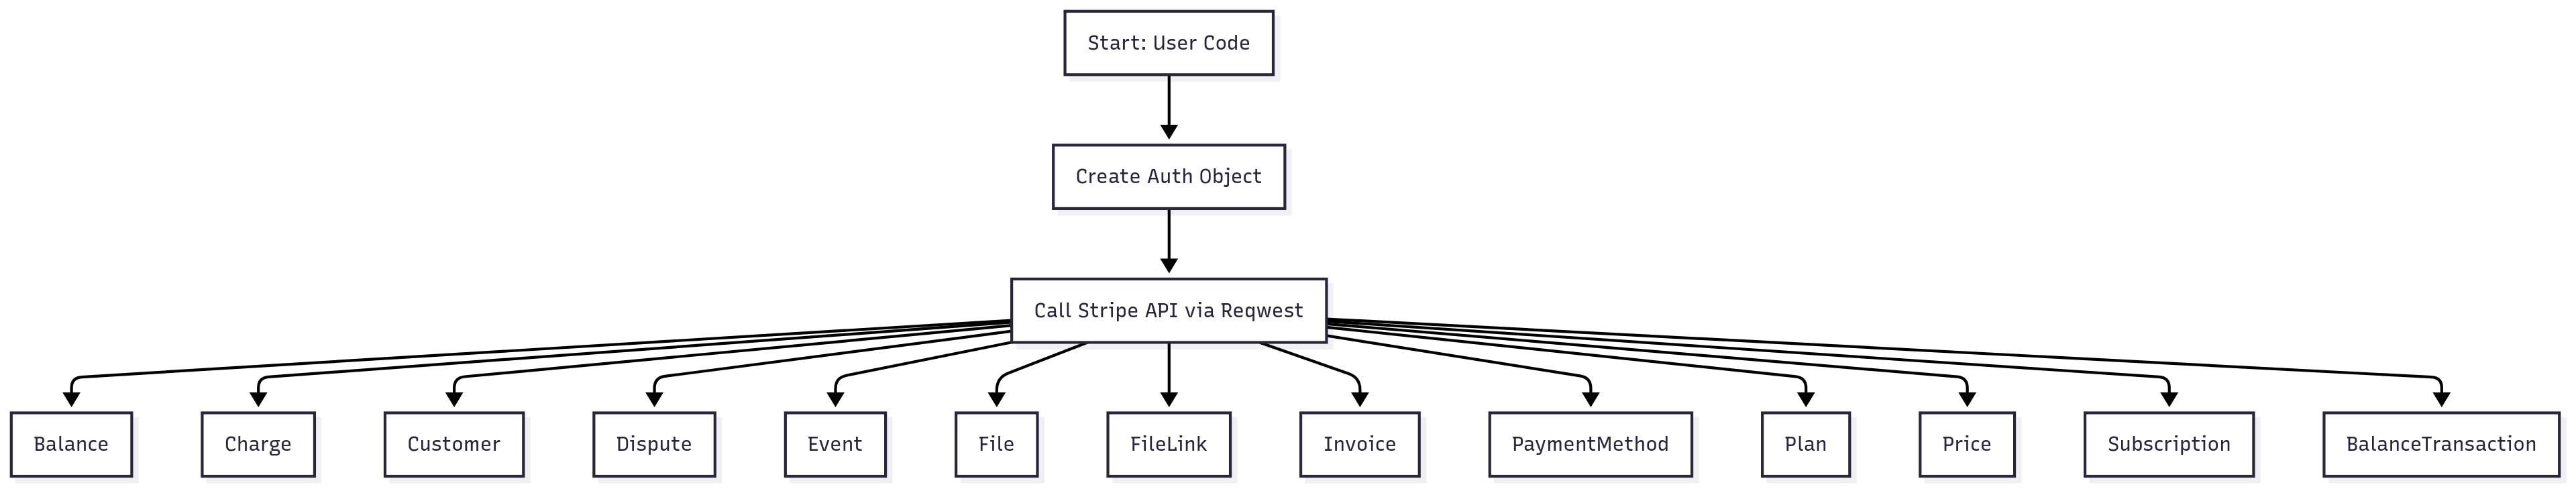 Start: User Code
Create Auth Object
Call Stripe API via Reqwest
Balance
Charge
Customer
Dispute
Event
File
FileLink
Invoice
PaymentMethod
Plan
Price
Subscription
BalanceTransaction